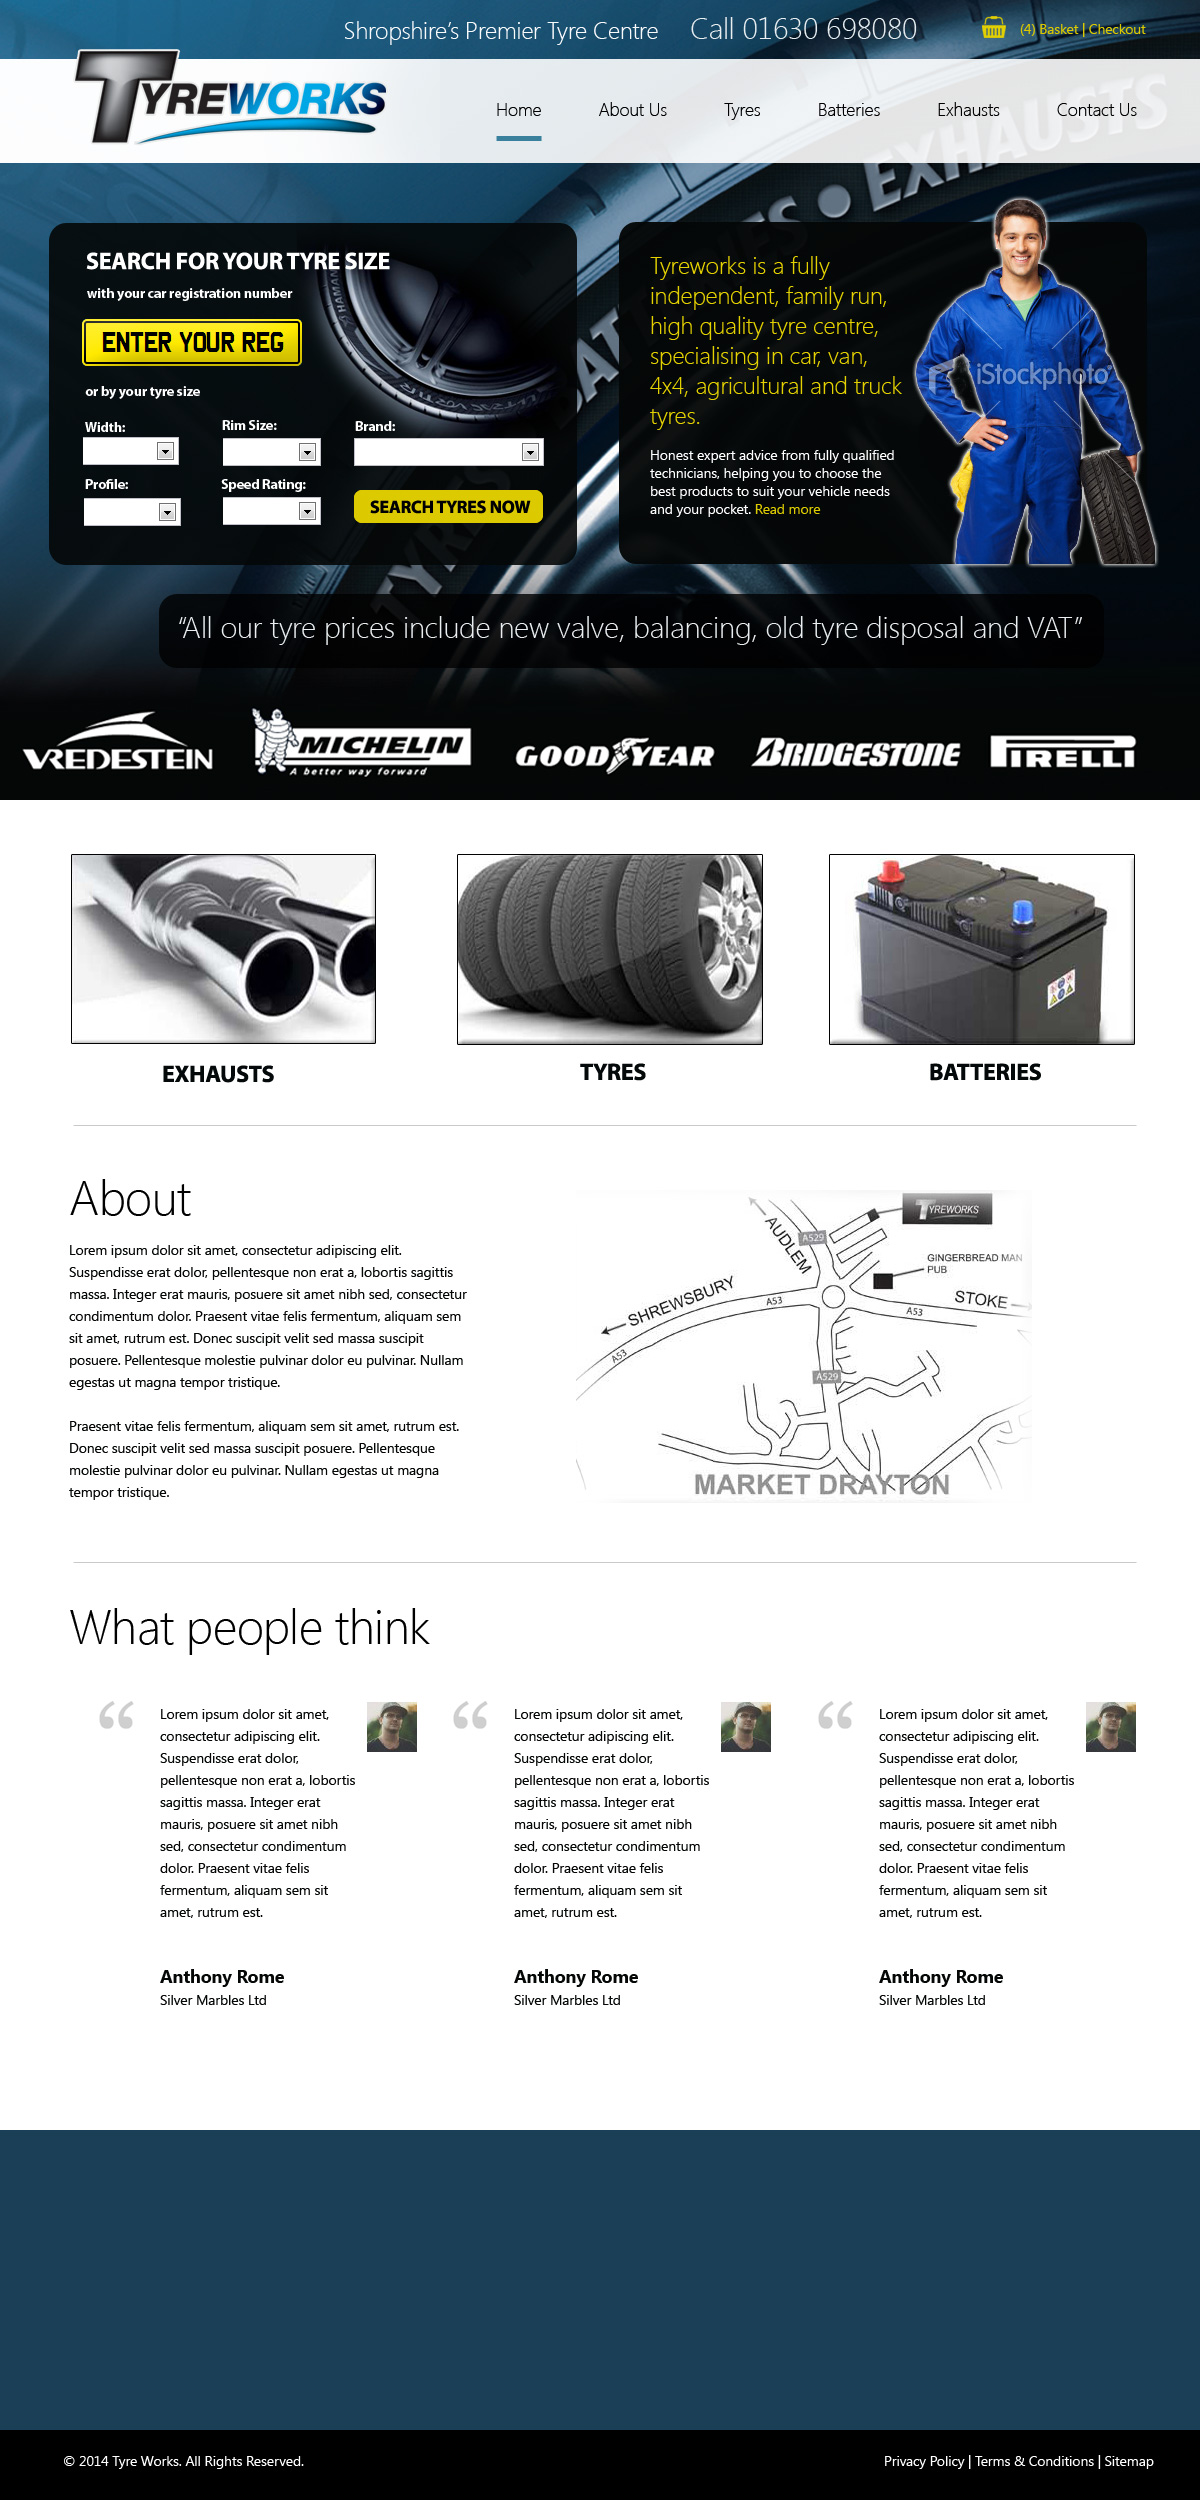 Shropshire's Premier Tyre Centre
Call 01630 698080
(4) Basket | Checkout
TYREWORKS
Home
About Us
Tyres
Batteries
Exhausts
Contact Us
• EXHAUSTS
SEARCH FOR YOUR TYRE SIZE
with your car registration number
ENTER YOUR REG
or by your tyre size
Width:
Rim Size:
Brand:
Profile:
Speed Rating:
SEARCH TYRES NOW
TYRES
Tyreworks is a fully
independent, family run,
high quality tyre centre,
specialising in car, van,
4x4, agricultural and truck
tyres.
iStockphoto
Honest expert advice from fully qualified
technicians, helping you to choose the
best products to suit your vehicle needs
and your pocket. Read more
“All our tyre prices include new valve, balancing, old tyre disposal and VAT”
VREDESTEIN
MICHELIN
A better way forward
GOODYEAR
BRIDGESTONE
PIRELLI
EXHAUSTS
TYRES
BATTERIES
About
Lorem ipsum dolor sit amet, consectetur adipiscing elit.
Suspendisse erat dolor, pellentesque non erat a, lobortis sagittis
massa. Integer erat mauris, posuere sit amet nibh sed, consectetur
condimentum dolor. Praesent vitae felis fermentum, aliquam sem
sit amet, rutrum est. Donec suscipit velit sed massa suscipit
posuere. Pellentesque molestie pulvinar dolor eu pulvinar. Nullam
egestas ut magna tempor tristique.
Praesent vitae felis fermentum, aliquam sem sit amet, rutrum est.
Donec suscipit velit sed massa suscipit posuere. Pellentesque
molestie pulvinar dolor eu pulvinar. Nullam egestas ut magna
tempor tristique.
TYREWORKS
AUDLEM
A529
GINGERBREAD MAN
PUB
SHREWSBURY
A53
A53
STOKE
A53
A529
MARKET DRAYTON
What people think
“
Lorem ipsum dolor sit amet,
consectetur adipiscing elit.
Suspendisse erat dolor,
pellentesque non erat a, lobortis
sagittis massa. Integer erat
mauris, posuere sit amet nibh
sed, consectetur condimentum
dolor. Praesent vitae felis
fermentum, aliquam sem sit
amet, rutrum est.
Anthony Rome
Silver Marbles Ltd
“
Lorem ipsum dolor sit amet,
consectetur adipiscing elit.
Suspendisse erat dolor,
pellentesque non erat a, lobortis
sagittis massa. Integer erat
mauris, posuere sit amet nibh
sed, consectetur condimentum
dolor. Praesent vitae felis
fermentum, aliquam sem sit
amet, rutrum est.
Anthony Rome
Silver Marbles Ltd
“
Lorem ipsum dolor sit amet,
consectetur adipiscing elit.
Suspendisse erat dolor,
pellentesque non erat a, lobortis
sagittis massa. Integer erat
mauris, posuere sit amet nibh
sed, consectetur condimentum
dolor. Praesent vitae felis
fermentum, aliquam sem sit
amet, rutrum est.
Anthony Rome
Silver Marbles Ltd
© 2014 Tyre Works. All Rights Reserved.
Privacy Policy | Terms & Conditions | Sitemap